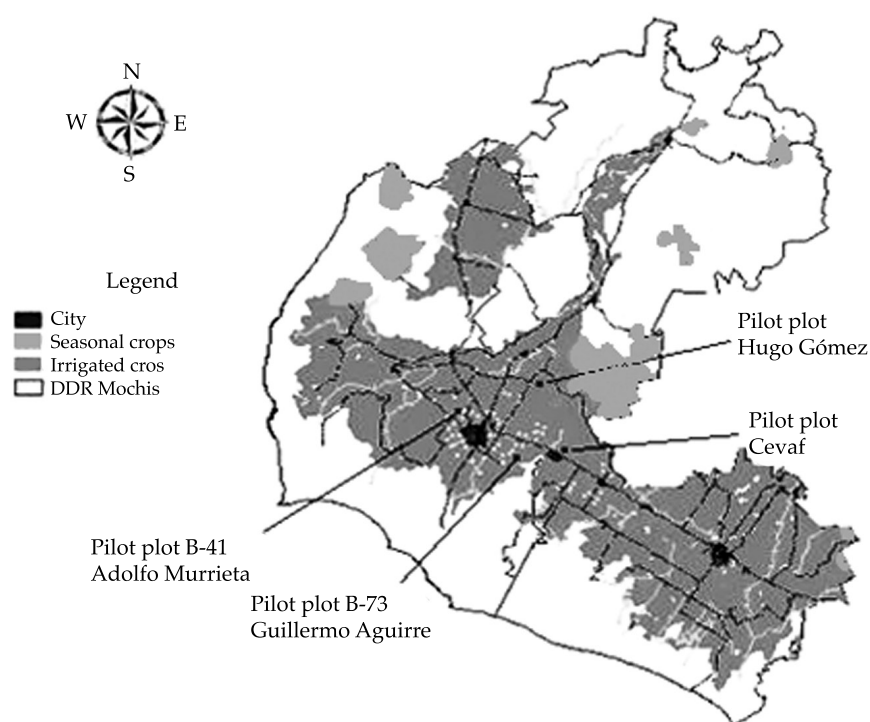 N
W
E
S
Legend
City
Seasonal crops
Irrigated cros
DDR Mochis
Pilot plot
Hugo Gómez
Pilot plot
Cevaf
Pilot plot B-41
Adolfo Murrieta
Pilot plot B-73
Guillermo Aguirre